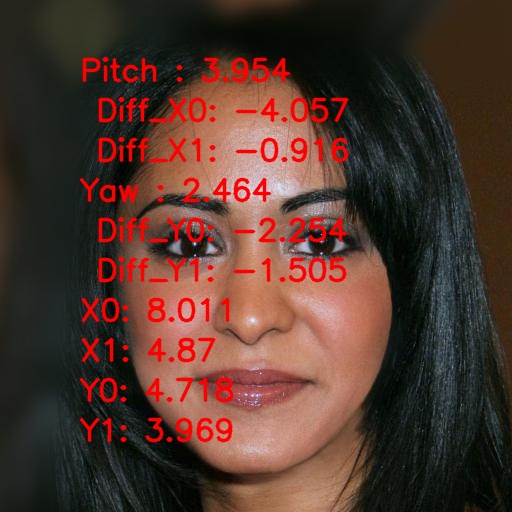 Pitch : 3.954
Diff_X0: -4.057
Diff_X1: -0.916
Yaw : 2.464
Diff_Y0: -2.254
Diff_Y1: -1.505
X0: 8.011
X1: 4.87
Y0: 4.718
Y1: 3.969